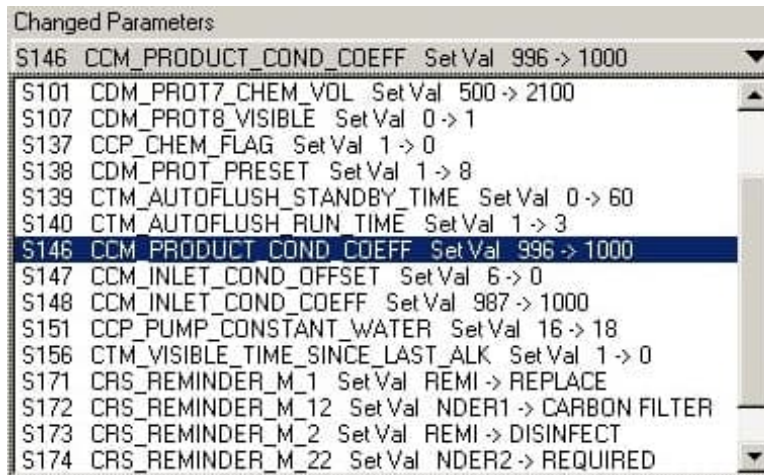 Changed Parameters
S146 CCM_PRODUCT_COND_COEFF Set Val 996 -> 1000
S101 CDM_PROT7_CHEM_VOL Set Val 500 -> 2100
S107 CDM_PROT8_VISIBLE Set Val 0 -> 1
S137 CCP_CHEM_FLAG Set Val 1 -> 0
S138 CDM_PROT_PRESET Set Val 1 -> 8
S139 CTM_AUTOFLUSH_STANDBY_TIME Set Val 0 -> 60
S140 CTM_AUTOFLUSH_RUN_TIME Set Val 1 -> 3
S146 CCM_PRODUCT_COND_COEFF Set Val 996 -> 1000
S147 CCM_INLET_COND_OFFSET Set Val 6 -> 0
S148 CCM_INLET_COND_COEFF Set Val 987 -> 1000
S151 CCP_PUMP_CONSTANT_WATER Set Val 16 -> 18
S156 CTM_VISIBLE_TIME_SINCE_LAST_ALK Set Val 1 -> 0
S171 CRS_REMINDER_M_1 Set Val REMI -> REPLACE
S172 CRS_REMINDER_M_12 Set Val NDER1 -> CARBON FILTER
S173 CRS_REMINDER_M_2 Set Val REMI -> DISINFECT
S174 CRS_REMINDER_M_22 Set Val NDER2 -> REQUIRED